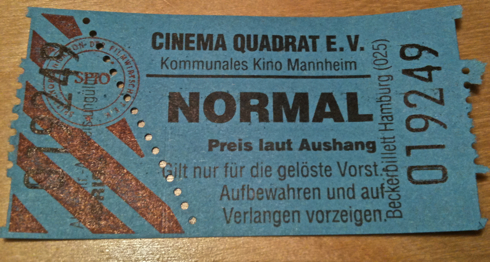 CINEMA QUADRAT E. V.
Kommunales Kino Mannheim
NORMAL
Preis laut Aushang
Gilt nur für die gelöste Vorst.
Aufbewahren und auf
Verlangen vorzeigen.
Beckerbillett Hamburg (025)
019249
019249
SPIO